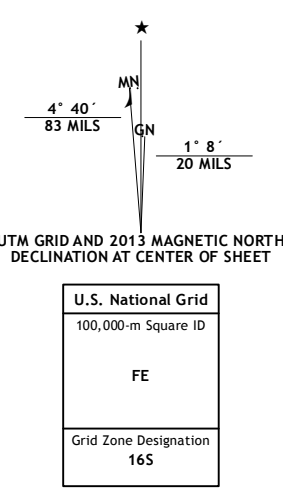 ★
MN
4° 40´
83 MILS
GN
1° 8´
20 MILS
UTM GRID AND 2013 MAGNETIC NORTH
DECLINATION AT CENTER OF SHEET
U.S. National Grid
100,000-m Square ID
FE
Grid Zone Designation
16S